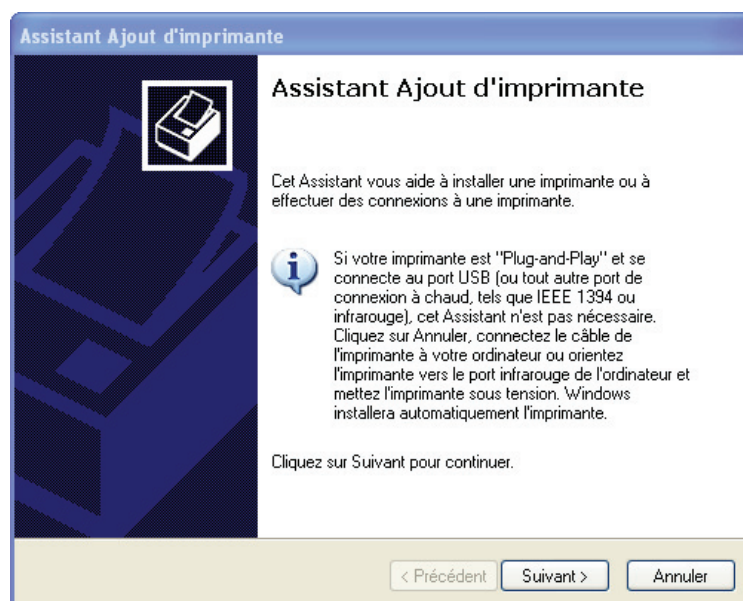 Assistant Ajout d'imprimante
Assistant Ajout d'imprimante
Cet Assistant vous aide à installer une imprimante ou à
effectuer des connexions à une imprimante.
Si votre imprimante est "Plug-and-Play" et se
connecte au port USB (ou tout autre port de
connexion à chaud, tels que IEEE 1394 ou
infrarouge), cet Assistant n'est pas nécessaire.
Cliquez sur Annuler, connectez le câble de
l'imprimante à votre ordinateur ou orientez
l'imprimante vers le port infrarouge de l'ordinateur et
mettez l'imprimante sous tension. Windows
installera automatiquement l'imprimante.
Cliquez sur Suivant pour continuer.
< Précédent Suivant > Annuler